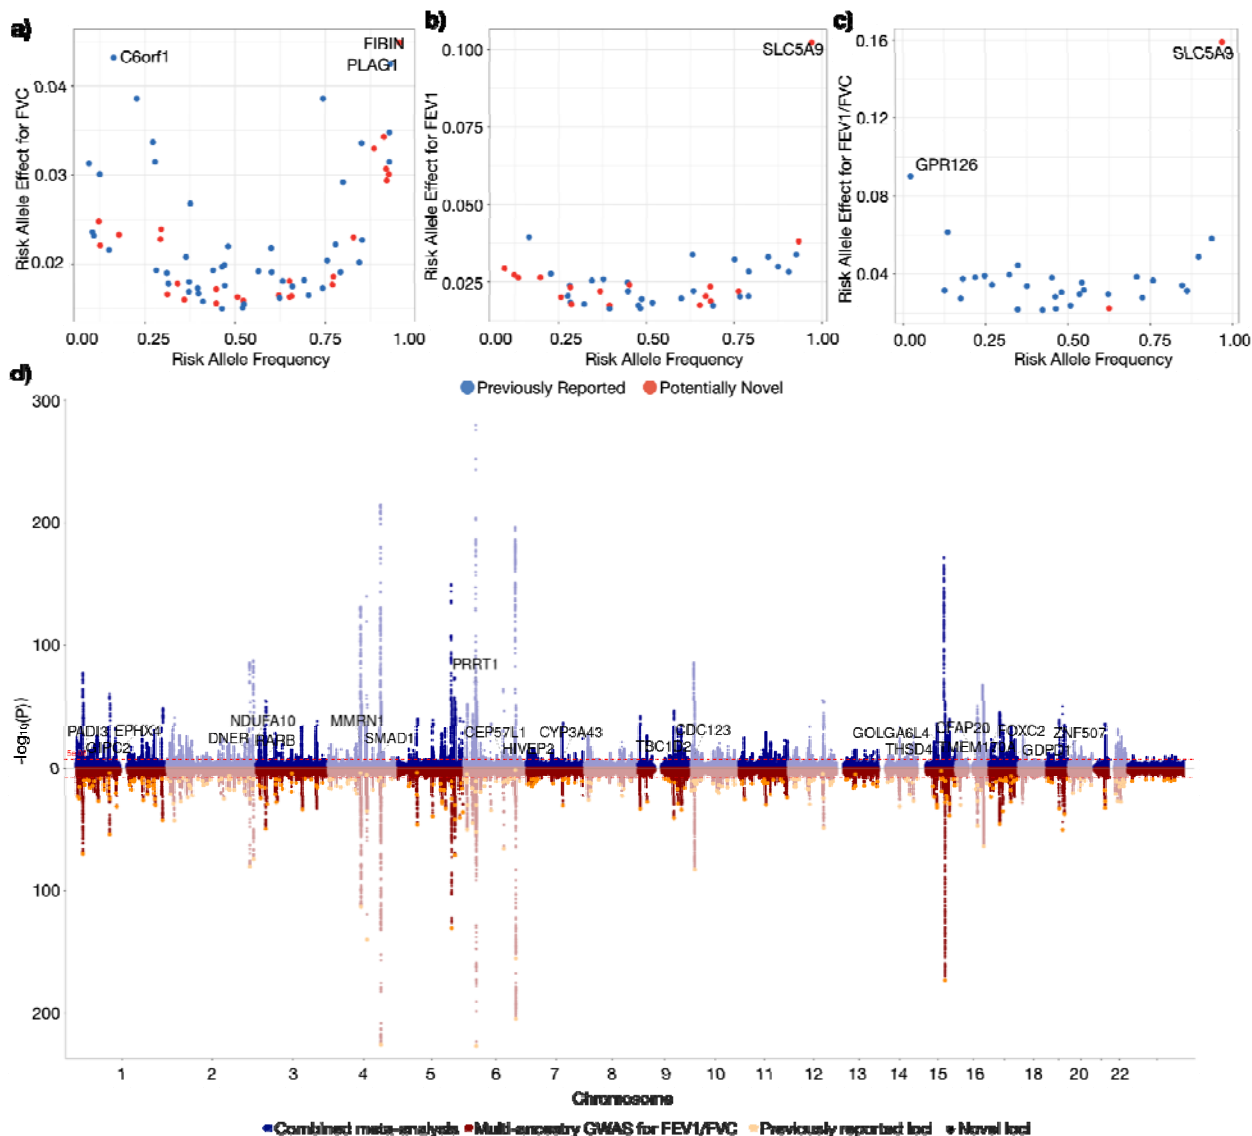 a)
b)
c)
Risk Allele Effect for FVC
0.04
0.03
0.02
C6orf1
FIBIN
PLAG1
0.00 0.25 0.50 0.75 1.00
Risk Allele Frequency
Risk Allele Effect for FEV1
0.100
0.075
0.050
0.025
SLC5A9
0.00 0.25 0.50 0.75 1.00
Risk Allele Frequency
Risk Allele Effect for FEV1/FVC
0.16
0.12
0.08
0.04
SLC5A9
GPR126
0.00 0.25 0.50 0.75 1.00
Risk Allele Frequency
Previously Reported Potentially Novel
d)
-log10(P))
300
200
100
0
100
200
PRRT1
PADI3 EPHX4
NDUFA10
DNER
RARB
MMRN1
SMAD1
CEP57L1
HIVEP2
CYP3A43
CDC123
GOLGA6L4
THSD4
CFAP20
FOXC2
ZNF507
1 2 3 4 5 6 7 8 9 10 11 12 13 14 15 16 17 18 20 22
Chromosome
Combined meta-analysis Multi-ancestry GWAS for FEV1/FVC Previously reported loci Novel loci